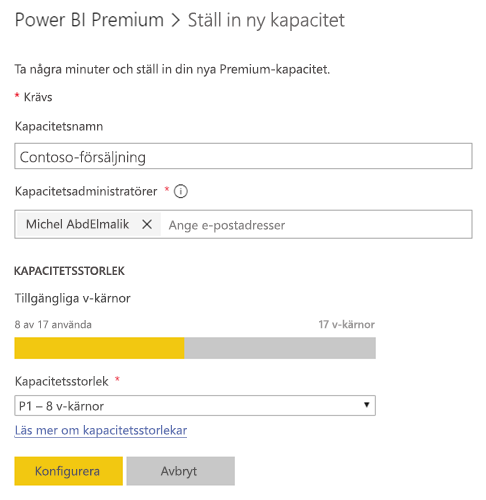 Power BI Premium > Ställ in ny kapacitet
Ta några minuter och ställ in din nya Premium-kapacitet.
* Krävs
Kapacitetsnamn
Contoso-försäljning
Kapacitetsadministratörer *
Michel AbdElmalik Ange e-postadresser
KAPACITETSSTORLEK
Tillgängliga v-kärnor
8 av 17 använda 17 v-kärnor
Kapacitetsstorlek *
P1 – 8 v-kärnor
Läs mer om kapacitetsstorlekar
Konfigurera Avbryt